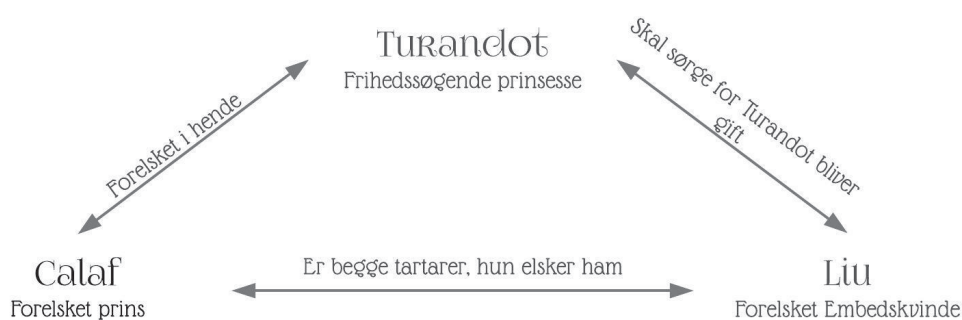 Turandot
Frihedssøgende prinsesse
Forelsket i hende
Skal sørge for Turandot bliver
gift
Er begge tartarer, hun elsker ham
Calaf
Forelsket prins
Liu
Forelsket Embedskvinde